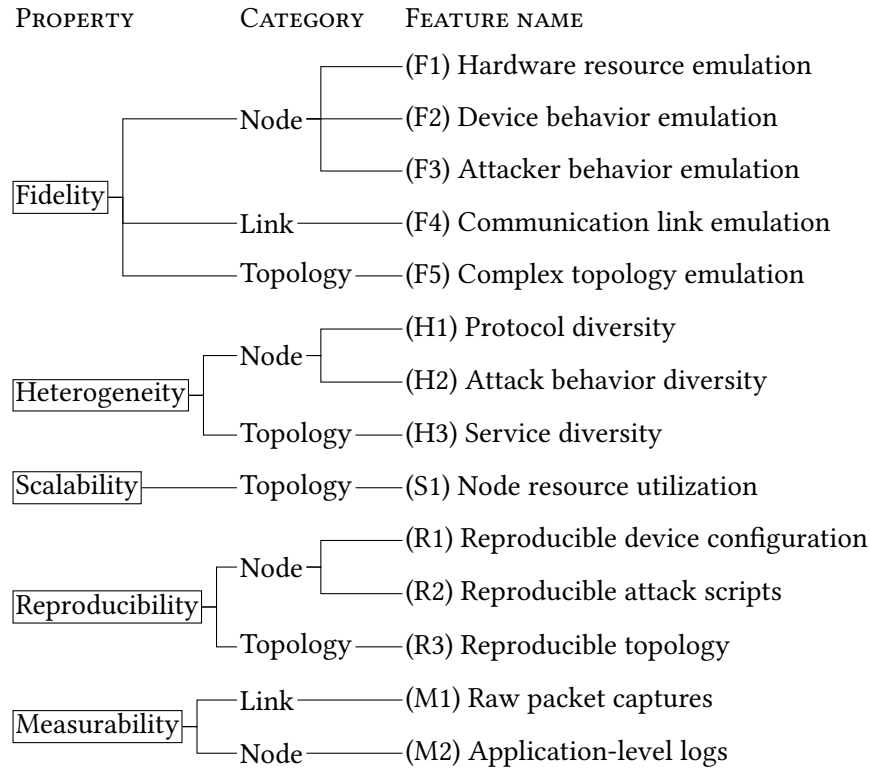 PROPERTY CATEGORY FEATURE NAME
(F1) Hardware resource emulation
Node (F2) Device behavior emulation
(F3) Attacker behavior emulation
Fidelity
Link (F4) Communication link emulation
Topology (F5) Complex topology emulation
(H1) Protocol diversity
Node
(H2) Attack behavior diversity
Heterogeneity
Topology (H3) Service diversity
Scalability Topology (S1) Node resource utilization
(R1) Reproducible device configuration
Node
(R2) Reproducible attack scripts
Reproducibility
Topology (R3) Reproducible topology
Link (M1) Raw packet captures
Measurability
Node (M2) Application-level logs